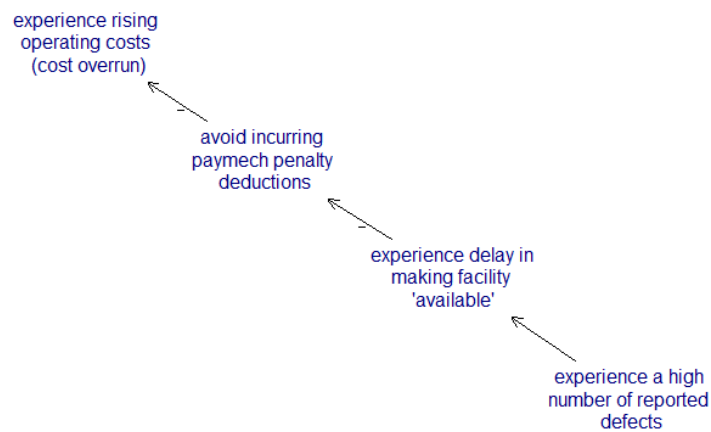 experience rising
operating costs
(cost overrun)
-
avoid incurring
paymech penalty
deductions
-
experience delay in
making facility
'available'
experience a high
number of reported
defects